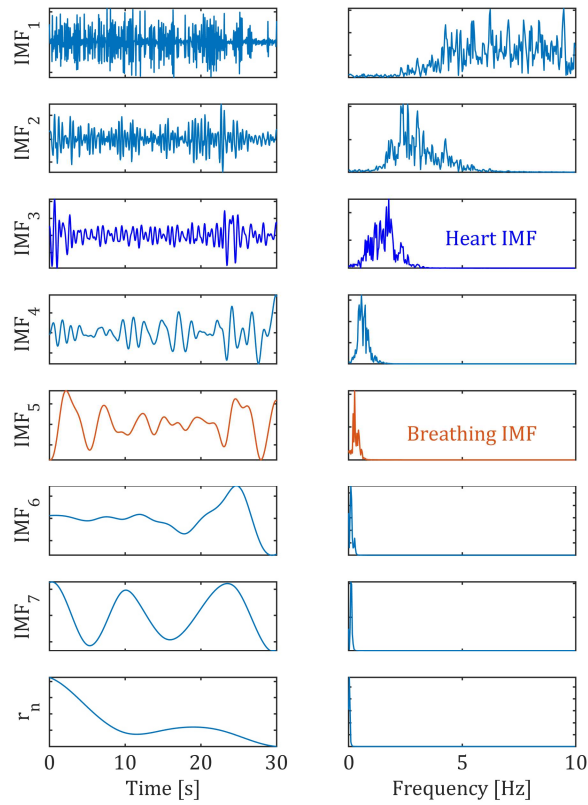 IMF1
IMF2
IMF3
Heart IMF
IMF4
IMF5
Breathing IMF
IMF6
IMF7
rn
0 10 20 30
0 5 10
Time [s]
Frequency [Hz]